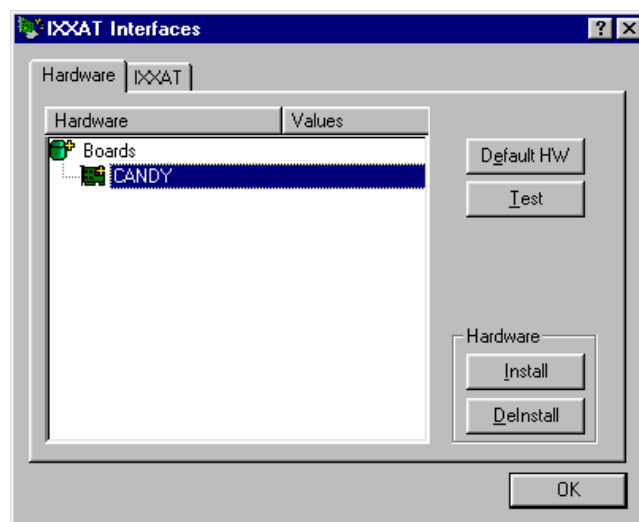 IXXAT Interfaces
Hardware IXXAT
Hardware Values
Boards
CANDY
Default HW
Test
Hardware
Install
DeInstall
OK